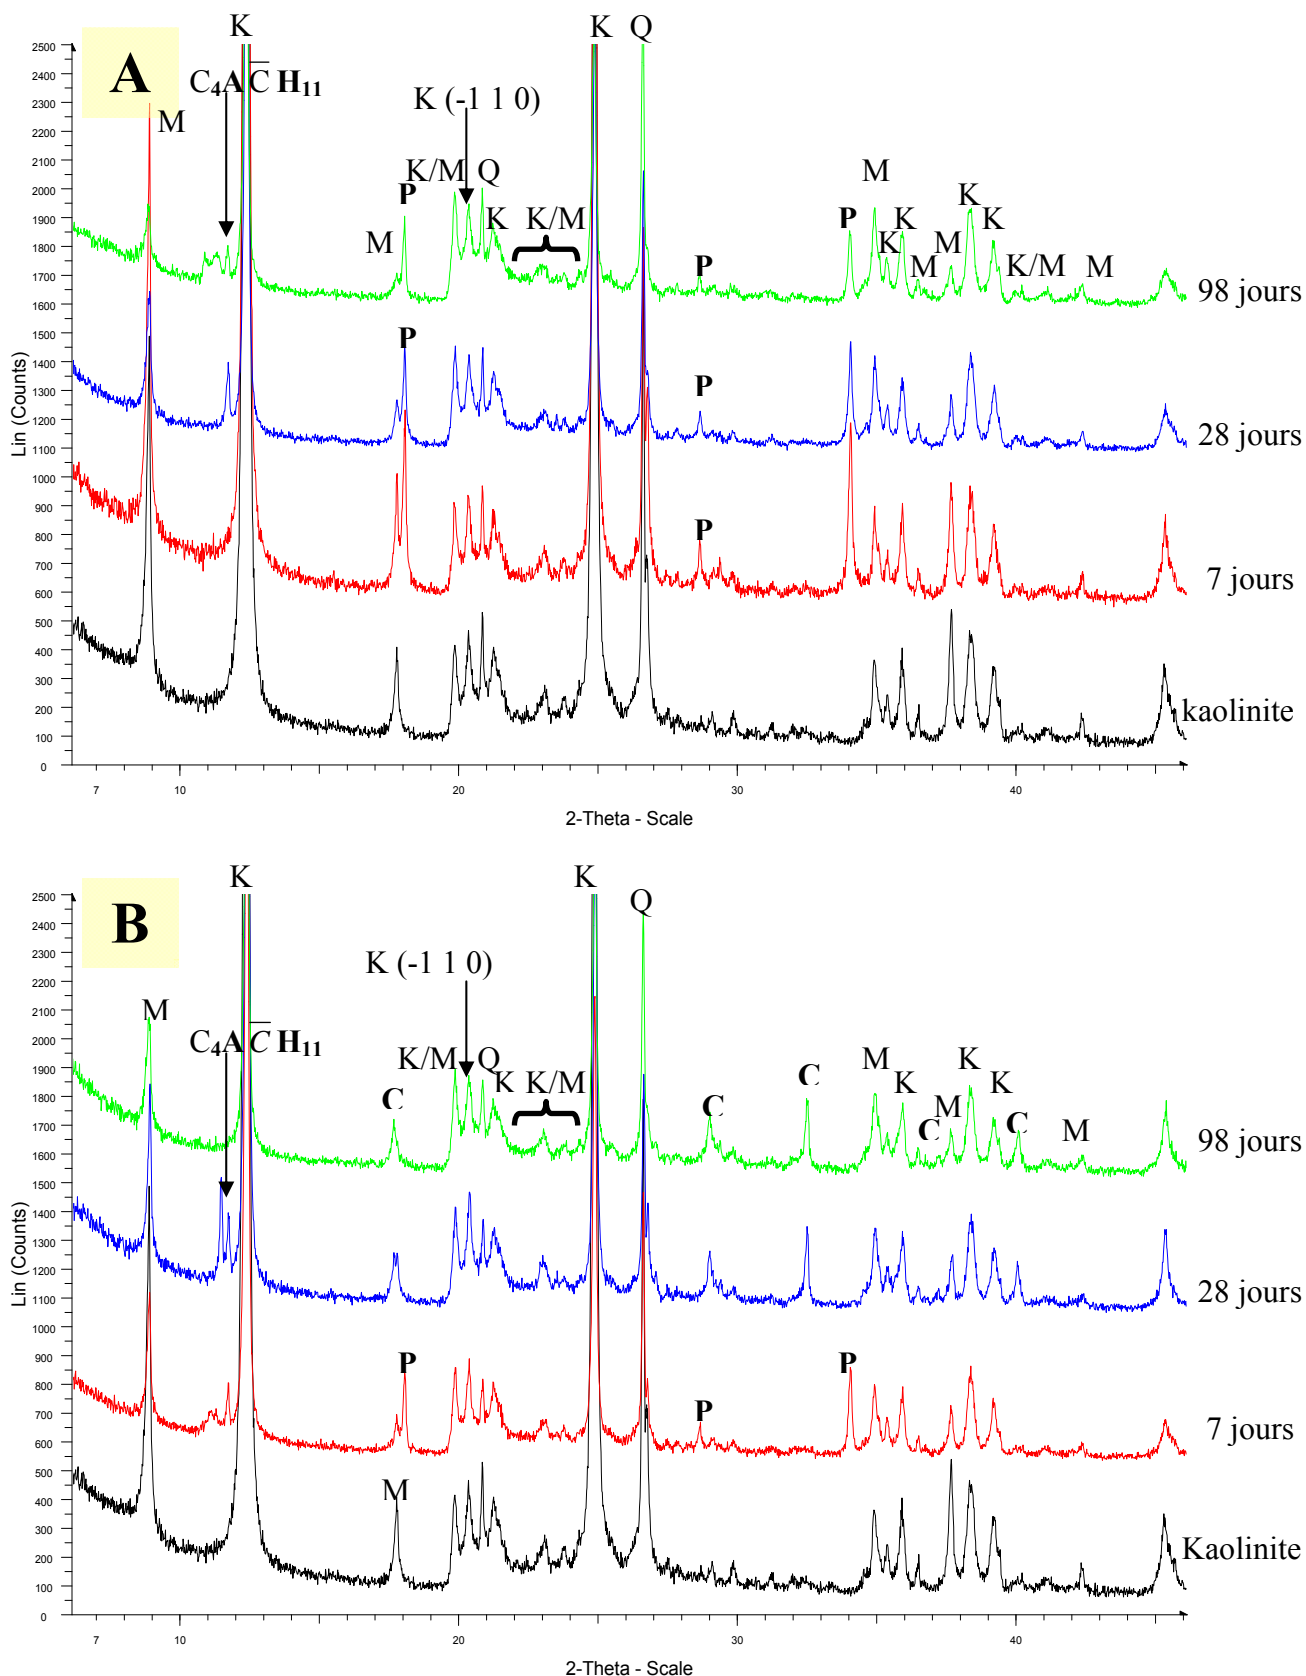 K
K
Q
A
C₄A C̅ H₁₁
K (-1 1 0)
M
K/M
Q
P
K
K/M
M
M
P
K
K
M
K
M
K
K/M
M
P
98 jours
P
P
28 jours
P
7 jours
kaolinite
Lin (Counts)
2500
2400
2300
2200
2100
2000
1900
1800
1700
1600
1500
1400
1300
1200
1100
1000
900
800
700
600
500
400
300
200
100
0
7
10
20
30
40
2-Theta - Scale
K
K
Q
B
K (-1 1 0)
M
C₄A C̅ H₁₁
K/M
Q
K
K/M
C
C
C
M
K
C
M
K
K
C
M
98 jours
28 jours
P
P
P
7 jours
M
Kaolinite
Lin (Counts)
2500
2400
2300
2200
2100
2000
1900
1800
1700
1600
1500
1400
1300
1200
1100
1000
900
800
700
600
500
400
300
200
100
0
7
10
20
30
40
2-Theta - Scale